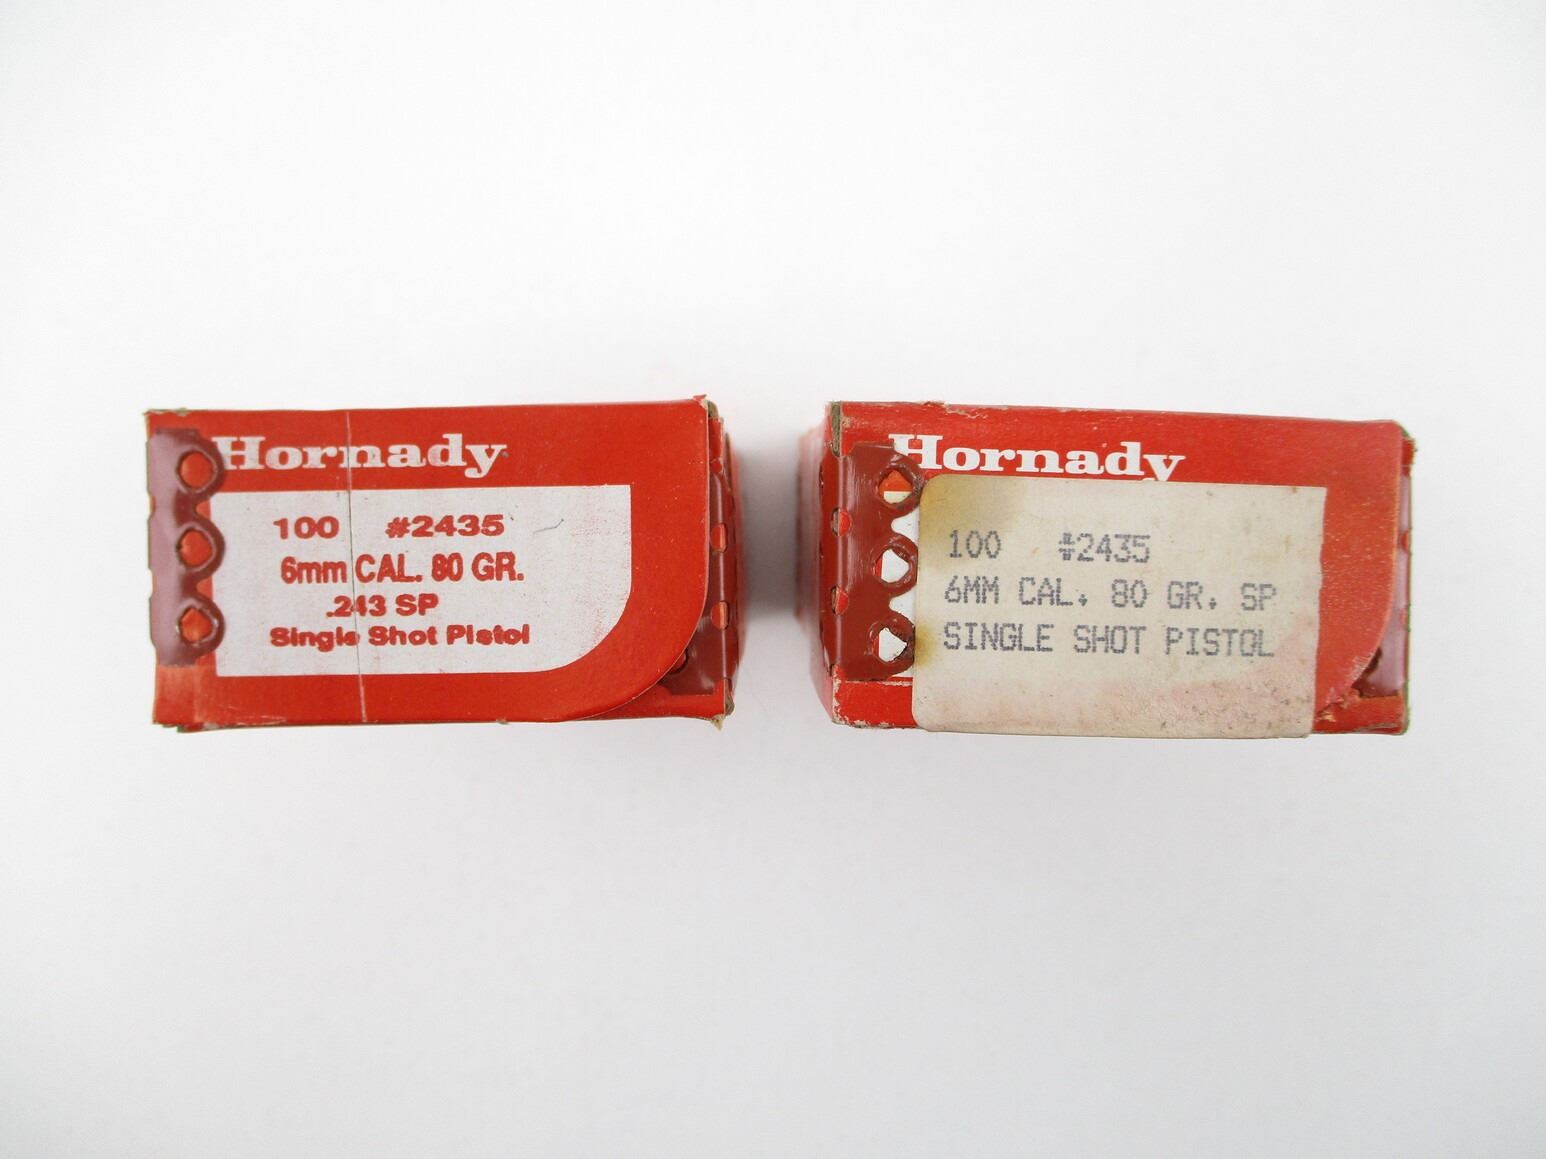 Hornady
100 #2435
6mm CAL. 80 GR.
.243 SP
Single Shot Pistol
Hornady
100 #2435
6MM CAL. 80 GR. SP
SINGLE SHOT PISTOL